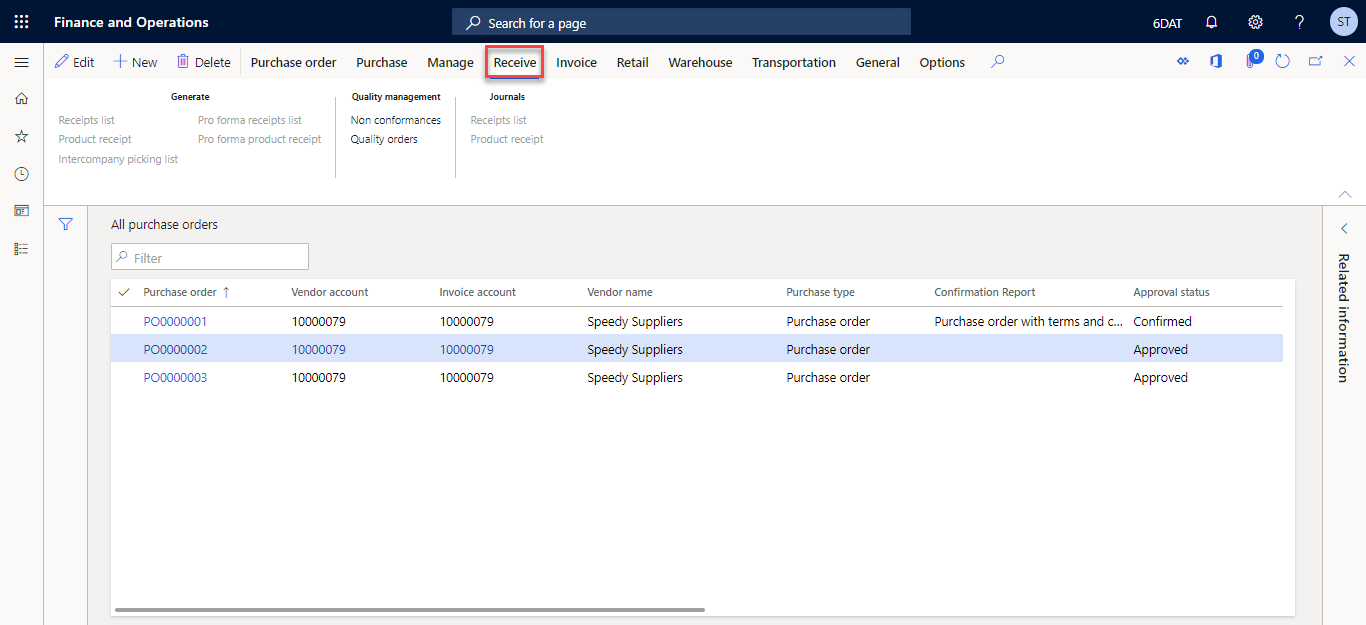 Finance and Operations
Search for a page
6DAT
?
ST
Edit
New
Delete
Purchase order
Purchase
Manage
Receive
Invoice
Retail
Warehouse
Transportation
General
Options
0
Generate
Receipts list
Pro forma receipts list
Product receipt
Pro forma product receipt
Intercompany picking list
Quality management
Non conformances
Quality orders
Journals
Receipts list
Product receipt
All purchase orders
Filter
Purchase order ↑ Vendor account Invoice account Vendor name Purchase type Confirmation Report Approval status
PO0000001 10000079 10000079 Speedy Suppliers Purchase order Purchase order with terms and c... Confirmed
PO0000002 10000079 10000079 Speedy Suppliers Purchase order Approved
PO0000003 10000079 10000079 Speedy Suppliers Purchase order Approved
Related information